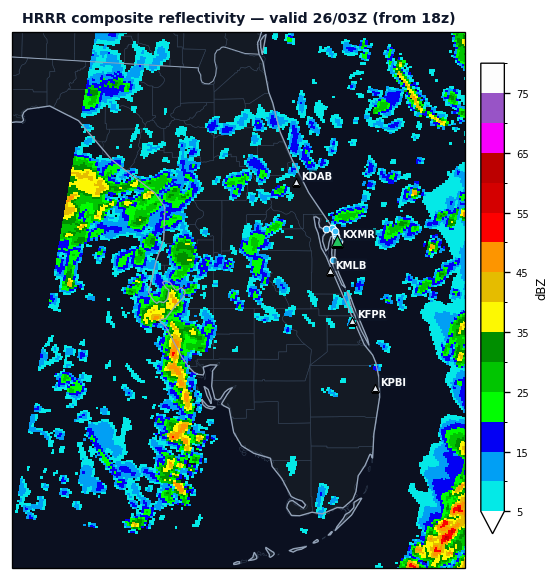 HRRR composite reflectivity — valid 26/03Z (from 18z)
KDAB
KXMR
KMLB
KFPR
KPBI
75
65
55
45
35
25
15
5
dBZ